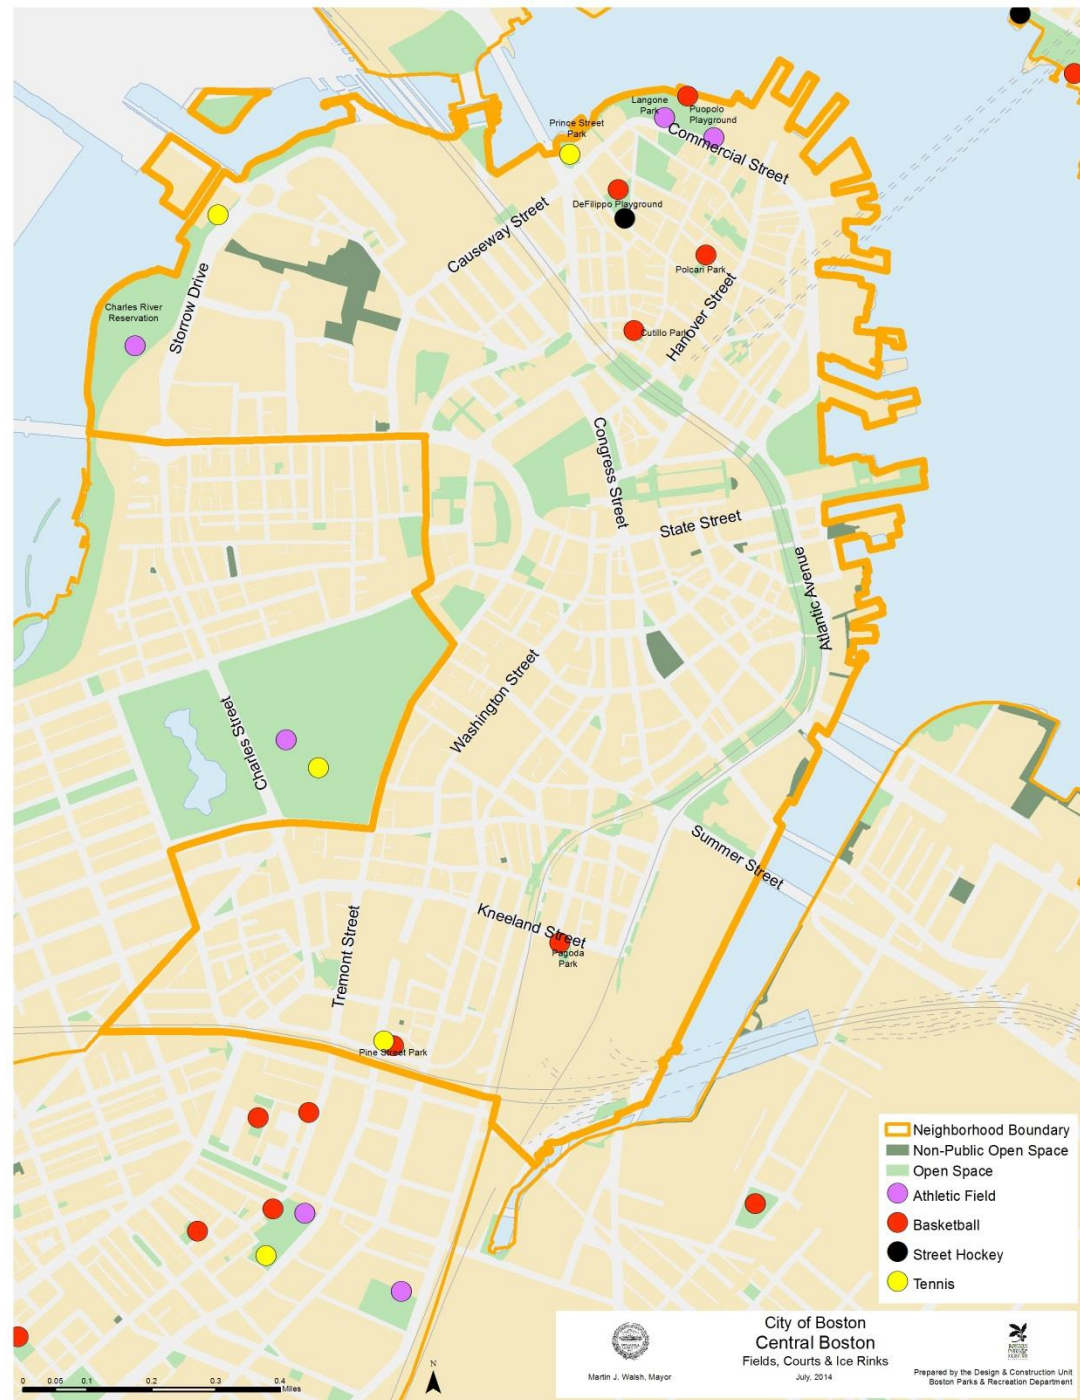 Langone
Park
Puopolo
Playground
Prince Street
Park
Commercial Street
DeFilippo Playground
Causeway Street
Polcari Park
Charles River
Reservation
Storrow Drive
Hanover Street
Cutillo Park
Congress Street
State Street
Atlantic Avenue
Washington Street
Charles Street
Summer Street
Kneeland Street
Pagoda
Park
Tremont Street
Pine Street Park
Neighborhood Boundary
Non-Public Open Space
Open Space
Athletic Field
Basketball
Street Hockey
Tennis
City of Boston
Central Boston
Fields, Courts & Ice Rinks
July, 2014
Martin J. Walsh, Mayor
Prepared by the Design & Construction Unit
Boston Parks & Recreation Department
N
0 0.05 0.1 0.2 0.3 0.4
Miles